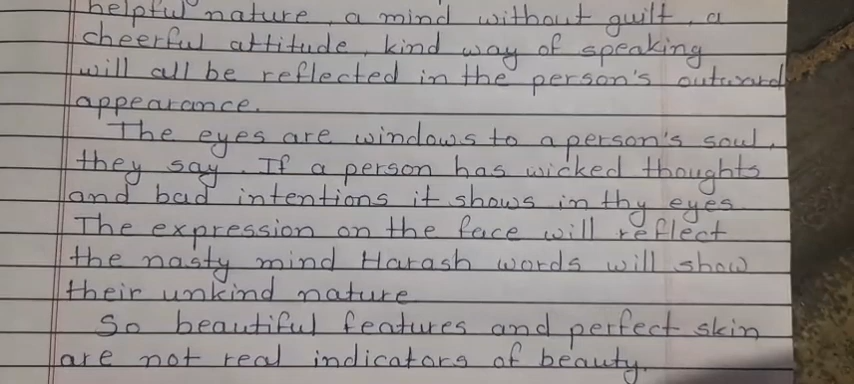 helpful nature, a mind without guilt, a
cheerful attitude, kind way of speaking
will all be reflected in the person's outward
appearance.
The eyes are windows to a person's soul,
they say. If a person has wicked thoughts
and bad intentions it shows in thy eyes.
The expression on the face will reflect
the nasty mind Harash words will show
their unkind nature
So beautiful features and perfect skin
are not real indicators of beauty.